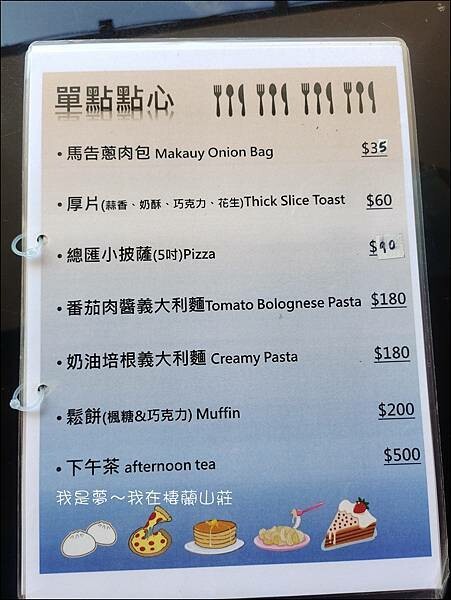 單點點心
• 馬告蔥肉包 Makauy Onion Bag $35
• 厚片(蒜香、奶酥、巧克力、花生)Thick Slice Toast $60
• 總匯小披薩(5吋)Pizza $90
• 番茄肉醬義大利麵Tomato Bolognese Pasta $180
• 奶油培根義大利麵 Creamy Pasta $180
• 鬆餅(楓糖&巧克力) Muffin $200
• 下午茶 afternoon tea $500
我是夢～我在棲蘭山莊